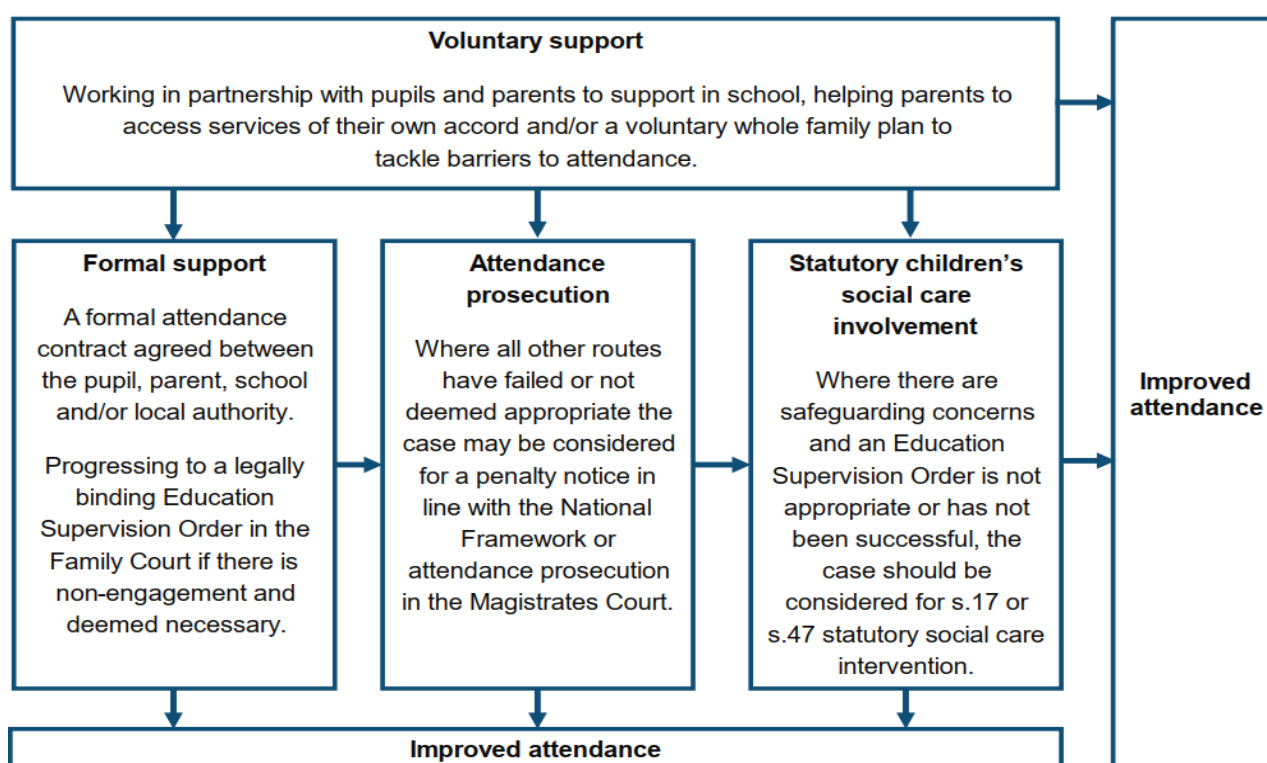 Voluntary support
Working in partnership with pupils and parents to support in school, helping parents to
access services of their own accord and/or a voluntary whole family plan to
tackle barriers to attendance.
Formal support
A formal attendance
contract agreed between
the pupil, parent, school
and/or local authority.
Progressing to a legally
binding Education
Supervision Order in the
Family Court if there is
non-engagement and
deemed necessary.
Attendance
prosecution
Where all other routes
have failed or not
deemed appropriate the
case may be considered
for a penalty notice in
line with the National
Framework or
attendance prosecution
in the Magistrates Court.
Statutory children’s
social care
involvement
Where there are
safeguarding concerns
and an Education
Supervision Order is not
appropriate or has not
been successful, the
case should be
considered for s.17 or
s.47 statutory social care
intervention.
Improved
attendance
Improved attendance